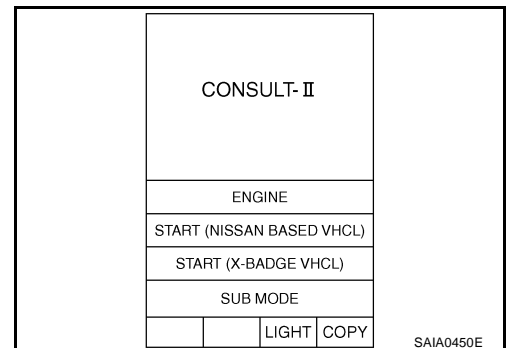 CONSULT-II
ENGINE
START (NISSAN BASED VHCL)
START (X-BADGE VHCL)
SUB MODE
LIGHT COPY
SAIA0450E